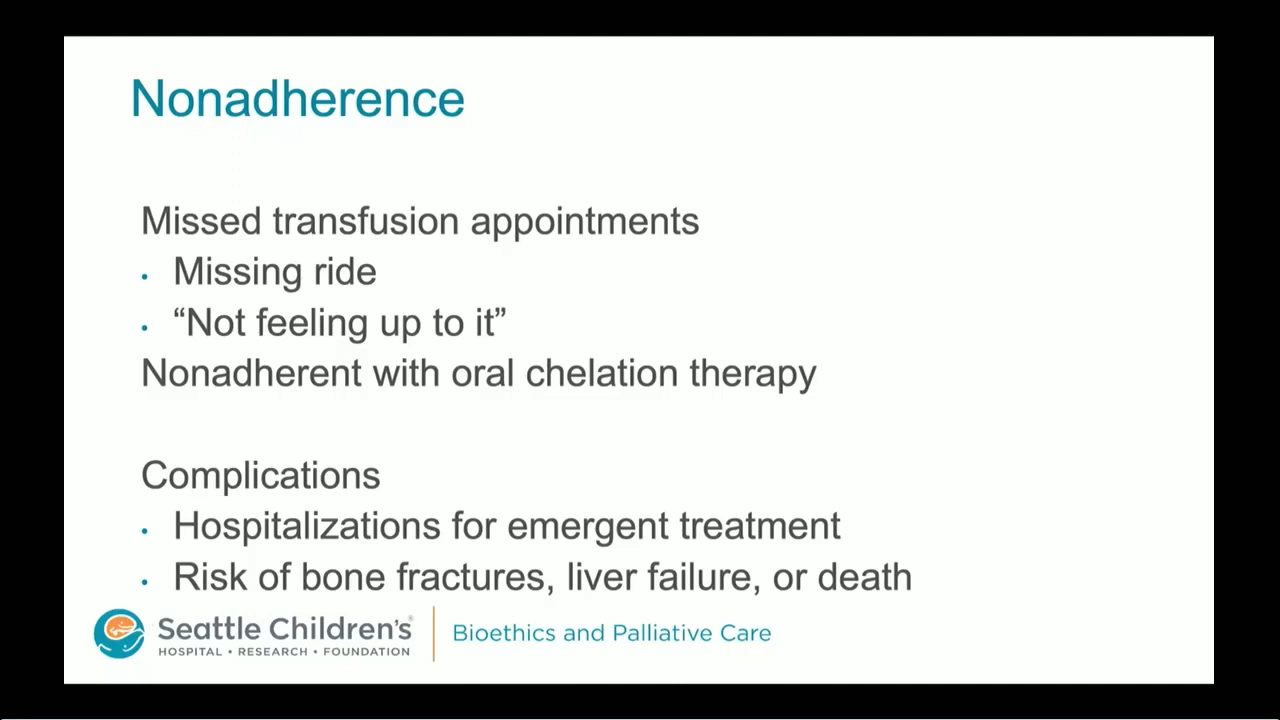 Nonadherence
Missed transfusion appointments
• Missing ride
• “Not feeling up to it”
Nonadherent with oral chelation therapy
Complications
• Hospitalizations for emergent treatment
• Risk of bone fractures, liver failure, or death
Seattle Children's®
HOSPITAL • RESEARCH • FOUNDATION
Bioethics and Palliative Care